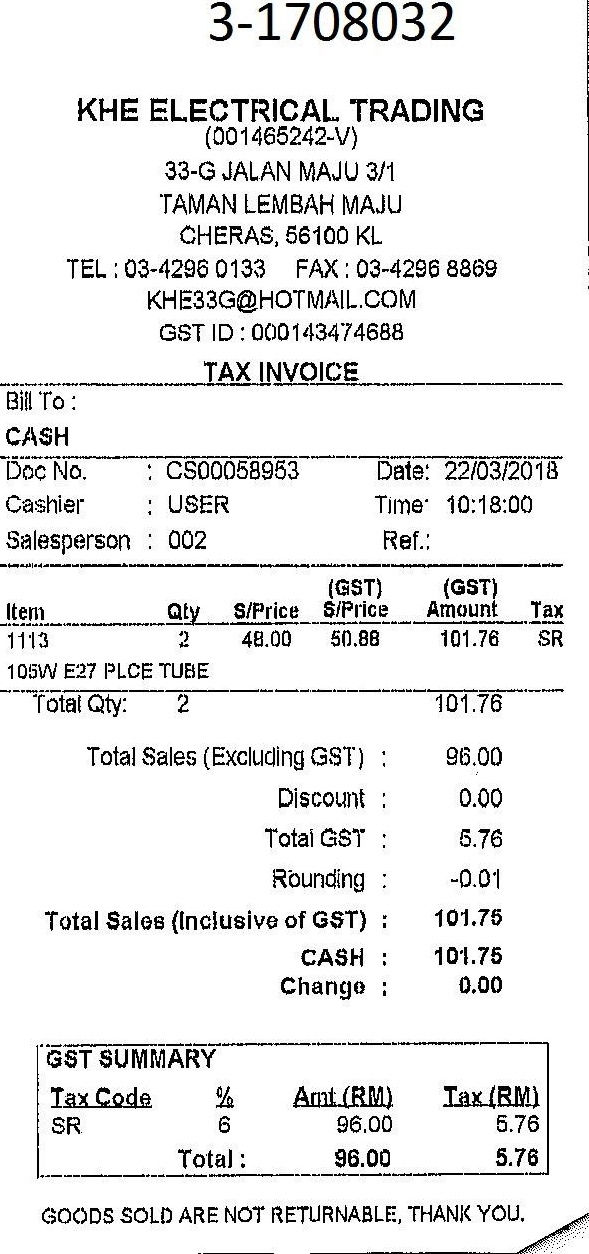 3-1708032
KHE ELECTRICAL TRADING
(001465242-V)
33-G JALAN MAJU 3/1
TAMAN LEMBAH MAJU
CHERAS, 56100 KL
TEL : 03-4296 0133 FAX : 03-4296 8869
KHE33G@HOTMAIL.COM
GST ID : 000143474688
TAX INVOICE
Bill To :
CASH
Doc No. : CS00058953 Date: 22/03/2018
Cashier : USER Time: 10:18:00
Salesperson : 002 Ref.:
(GST) (GST)
Item Qty S/Price S/Price Amount Tax
1113 2 48.00 50.88 101.76 SR
105W E27 PLCE TUBE
Total Qty: 2 101.76
Total Sales (Excluding GST) : 96.00
Discount : 0.00
Total GST : 5.76
Rounding : -0.01
Total Sales (Inclusive of GST) : 101.75
CASH : 101.75
Change : 0.00
GST SUMMARY
Tax Code % Amt (RM) Tax (RM)
SR 6 96.00 5.76
Total : 96.00 5.76
GOODS SOLD ARE NOT RETURNABLE, THANK YOU.